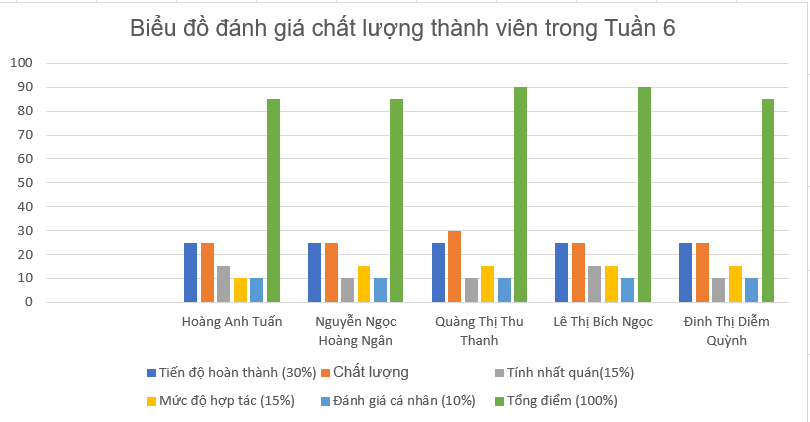 Biểu đồ đánh giá chất lượng thành viên trong Tuần 6
100
90
80
70
60
50
40
30
20
10
0
Hoàng Anh Tuấn
Nguyễn Ngọc
Hoàng Ngân
Quàng Thị Thu
Thanh
Lê Thị Bích Ngọc
Đinh Thị Diễm
Quỳnh
Tiến độ hoàn thành (30%)
Chất lượng
Tính nhất quán(15%)
Mức độ hợp tác (15%)
Đánh giá cá nhân (10%)
Tổng điểm (100%)